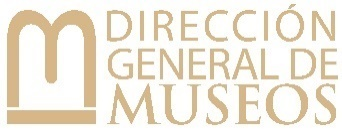 DIRECCIÓN
GENERAL DE
MUSEOS